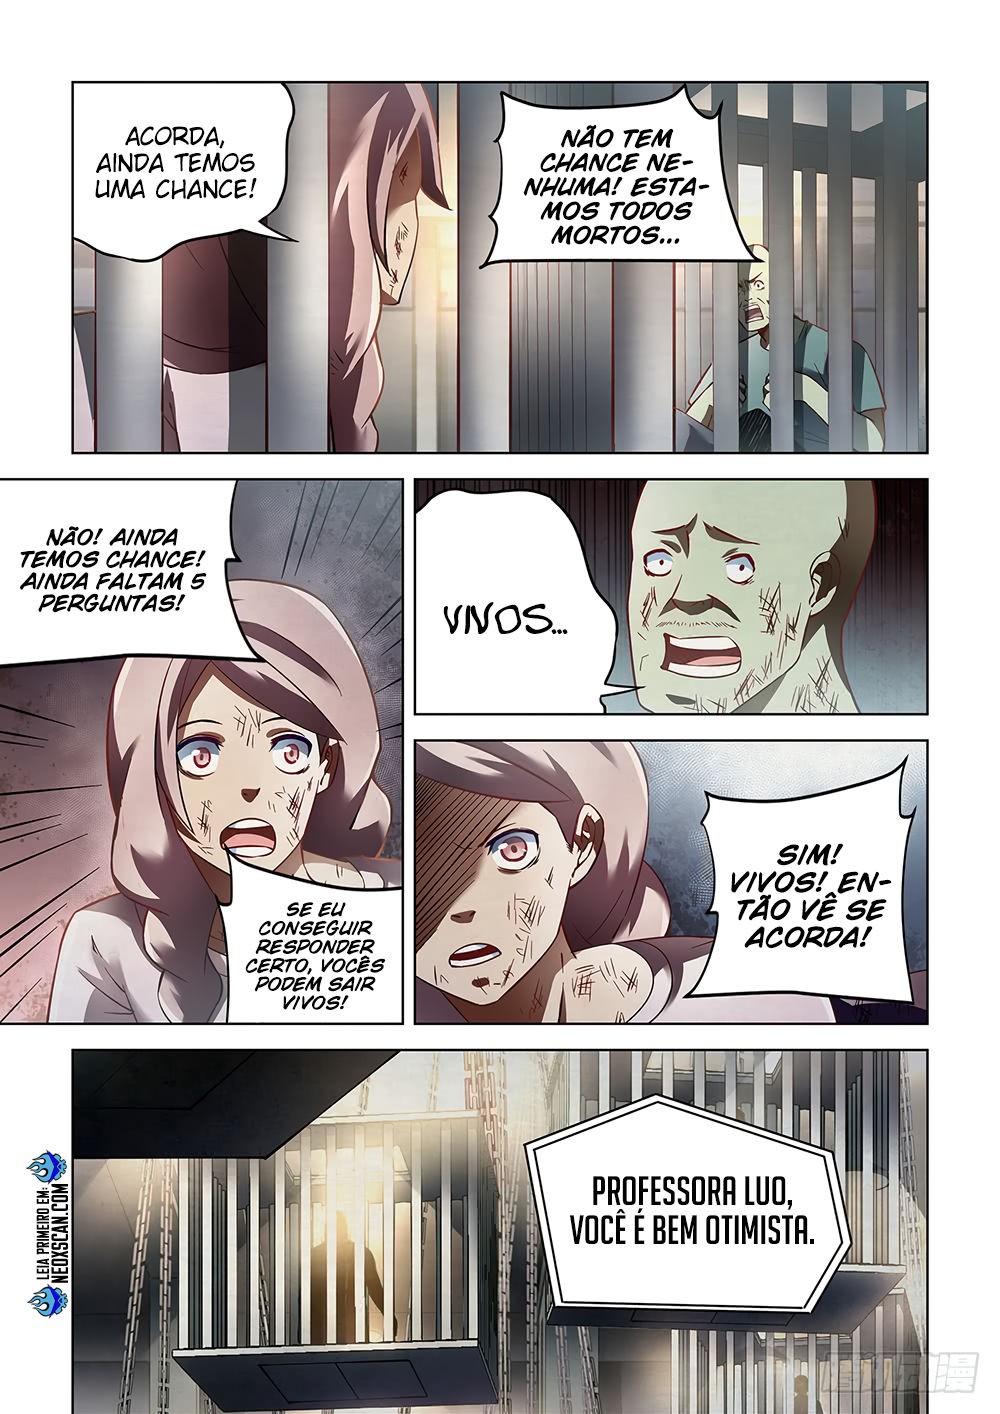 ACORDA,
AINDA TEMOS
UMA CHANCE!
NÃO TEM
CHANCE NE-
NHUMA! ESTA-
MOS TODOS
MORTOS...
NÃO! AINDA
TEMOS CHANCE!
AINDA FALTAM 5
PERGUNTAS!
SE EU
CONSEGUIR
RESPONDER
CERTO, VOCÊS
PODEM SAIR
VIVOS!
VIVOS...
SIM!
VIVOS! EN-
TÃO VÊ SE
ACORDA!
PROFESSORA LUO,
VOCÊ É BEM OTIMISTA.
LEIA PRIMEIRO EM:
NEOXSCAN.COM